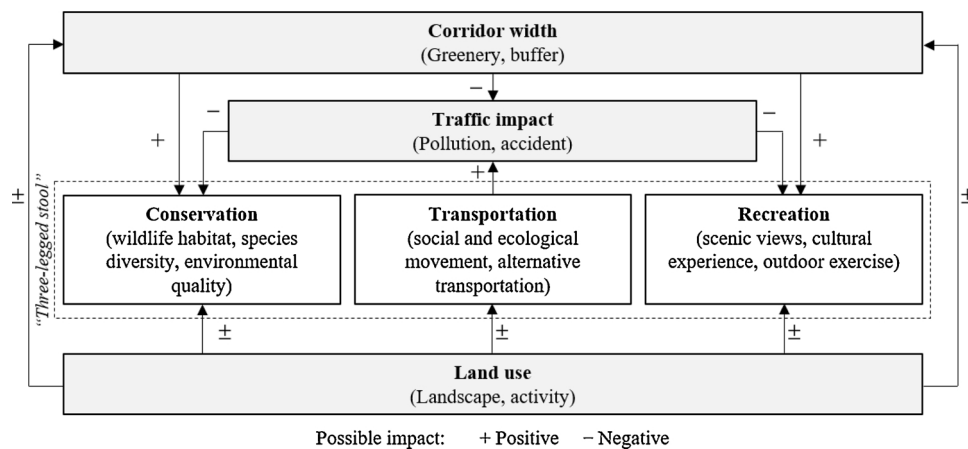 Corridor width
(Greenery, buffer)
−
−
Traffic impact
−
+
(Pollution, accident)
+
+
±
"Three-legged stool"
Conservation
(wildlife habitat, species
diversity, environmental
quality)
Transportation
(social and ecological
movement, alternative
transportation)
Recreation
(scenic views, cultural
experience, outdoor exercise)
±
±
±
±
Land use
(Landscape, activity)
Possible impact: + Positive − Negative